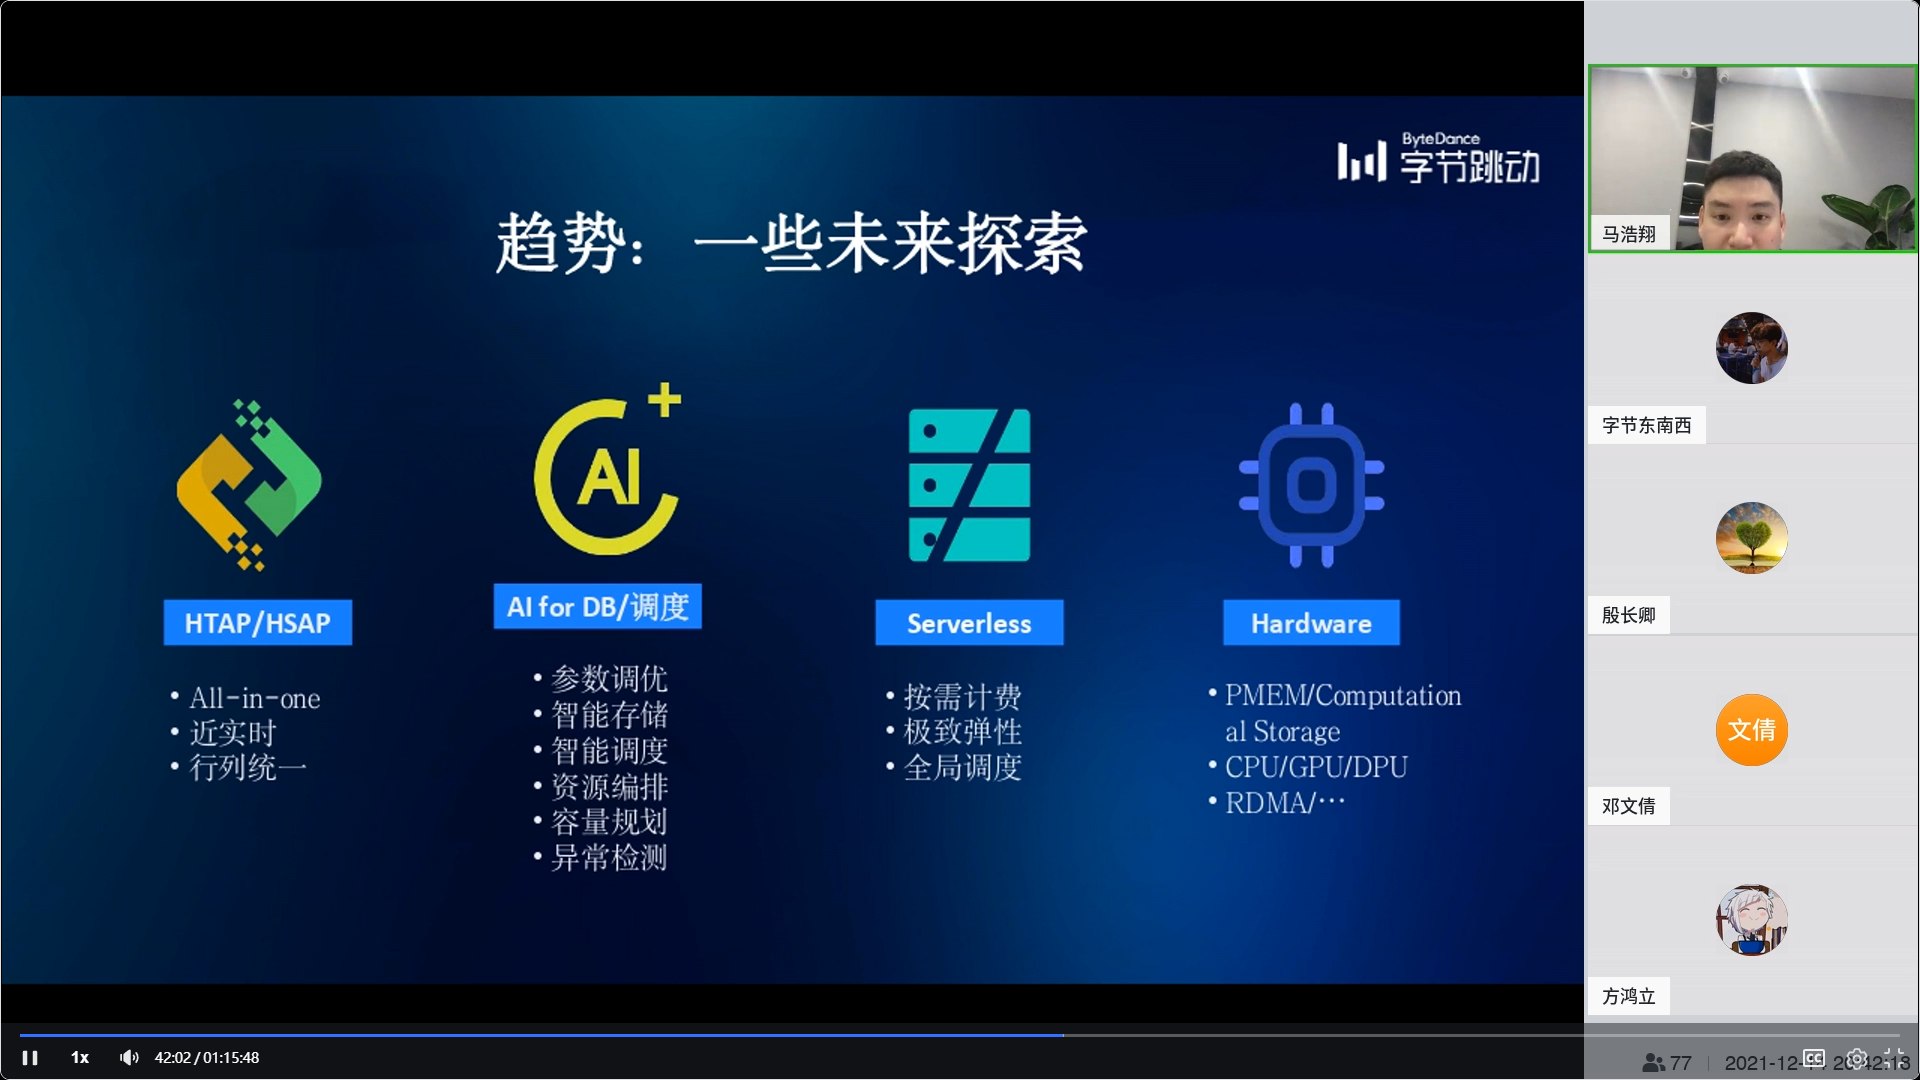 ByteDance
字节跳动
趋势：一些未来探索
AI
HTAP/HSAP
• All-in-one
• 近实时
• 行列统一
AI for DB/调度
• 参数调优
• 智能存储
• 智能调度
• 资源编排
• 容量规划
• 异常检测
Serverless
• 按需计费
• 极致弹性
• 全局调度
Hardware
• PMEM/Computation
al Storage
• CPU/GPU/DPU
• RDMA/…
马浩翔
字节东南西
殷长卿
文倩
邓文倩
方鸿立
1x
42:02 / 01:15:48
77
CC